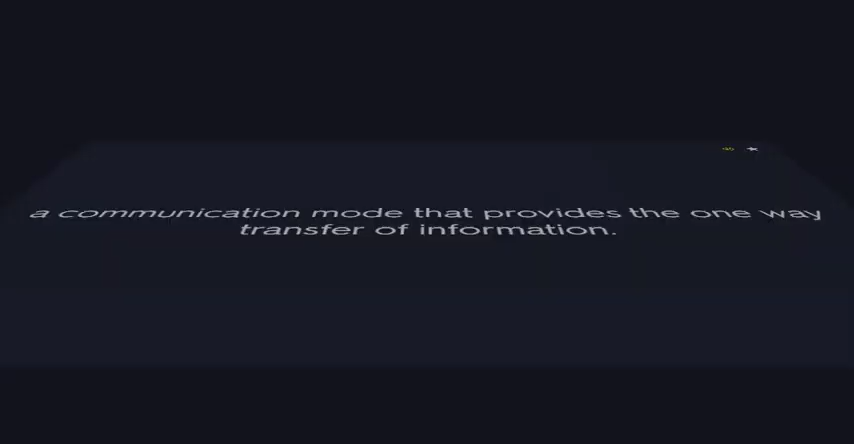 a communication mode that provides the one way
transfer of information.